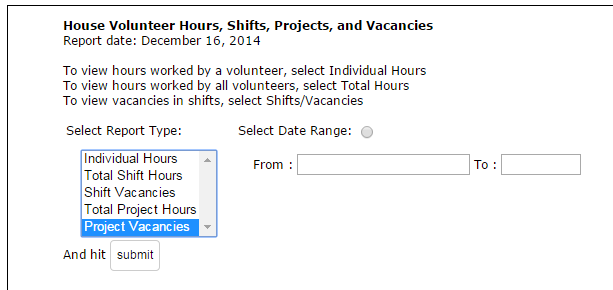 House Volunteer Hours, Shifts, Projects, and Vacancies
Report date: December 16, 2014
To view hours worked by a volunteer, select Individual Hours
To view hours worked by all volunteers, select Total Hours
To view vacancies in shifts, select Shifts/Vacancies
Select Report Type: Select Date Range:
Individual Hours
Total Shift Hours
Shift Vacancies
Total Project Hours
Project Vacancies
From : To :
And hit submit